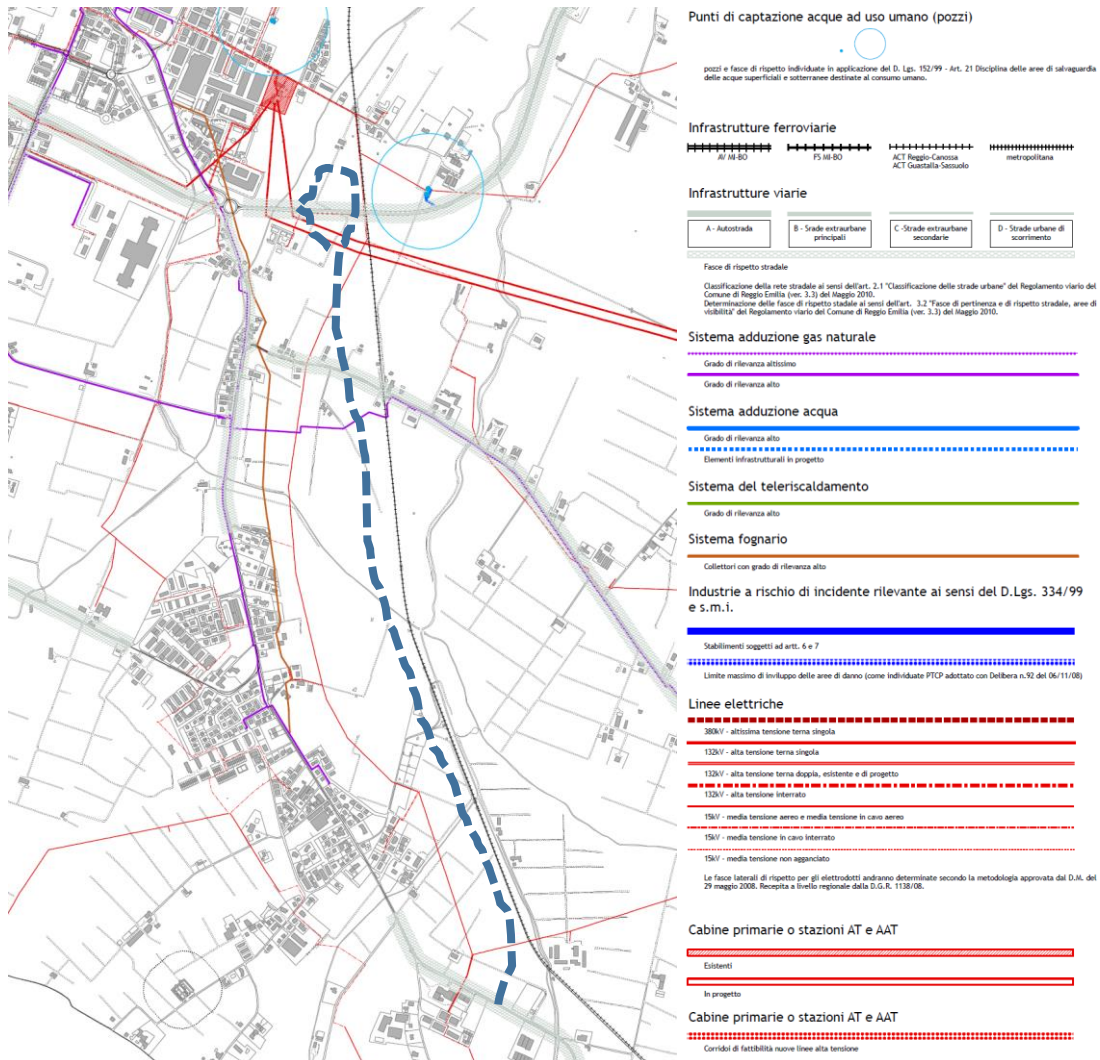 Punti di captazione acque ad uso umano (pozzi)
pozzi e fasce di rispetto individuate in applicazione del D. Lgs. 152/99 - Art. 21 Disciplina delle aree di salvaguardia
delle acque superficiali e sotterranee destinate al consumo umano.
Infrastrutture ferroviarie
AV MI-BO
FS MI-BO
ACT Reggio-Canossa
ACT Guastalla-Sassuolo
metropolitana
Infrastrutture viarie
A - Autostrada
B - Srade extraurbane
principali
C -Strade extraurbane
secondarie
D - Strade urbane di
scorrimento
Fasce di rispetto stradale
Classificazione della rete stradale ai sensi dell'art. 2.1 "Classificazione delle strade urbane" del Regolamento viario del
Comune di Reggio Emilia (ver. 3.3) del Maggio 2010.
Determinazione delle fasce di rispetto stadale ai sensi dell'art. 3.2 "Fasce di pertinenza e di rispetto stradale, aree di
visibilità" del Regolamento viario del Comune di Reggio Emilia (ver. 3.3) del Maggio 2010.
Sistema adduzione gas naturale
Grado di rilevanza altissimo
Grado di rilevanza alto
Sistema adduzione acqua
Grado di rilevanza alto
Elementi infrastrutturali in progetto
Sistema del teleriscaldamento
Grado di rilevanza alto
Sistema fognario
Collettori con grado di rilevanza alto
Industrie a rischio di incidente rilevante ai sensi del D.Lgs. 334/99
e s.m.i.
Stabilimenti soggetti ad artt. 6 e 7
Limite massimo di inviluppo delle aree di danno (come individuate PTCP adottato con Delibera n.92 del 06/11/08)
Linee elettriche
380kV - altissima tensione terna singola
132kV - alta tensione terna singola
132kV - alta tensione terna doppia, esistente e di progetto
132kV - alta tensione interrato
15kV - media tensione aereo e media tensione in cavo aereo
15kV - media tensione in cavo interrato
15kV - media tensione non agganciato
Le fasce laterali di rispetto per gli elettrodotti andranno determinate secondo la metodologia approvata dal D.M. del
29 maggio 2008. Recepita a livello regionale dalla D.G.R. 1138/08.
Cabine primarie o stazioni AT e AAT
Esistenti
In progetto
Cabine primarie o stazioni AT e AAT
Corridoi di fattibilità nuove linee alta tensione